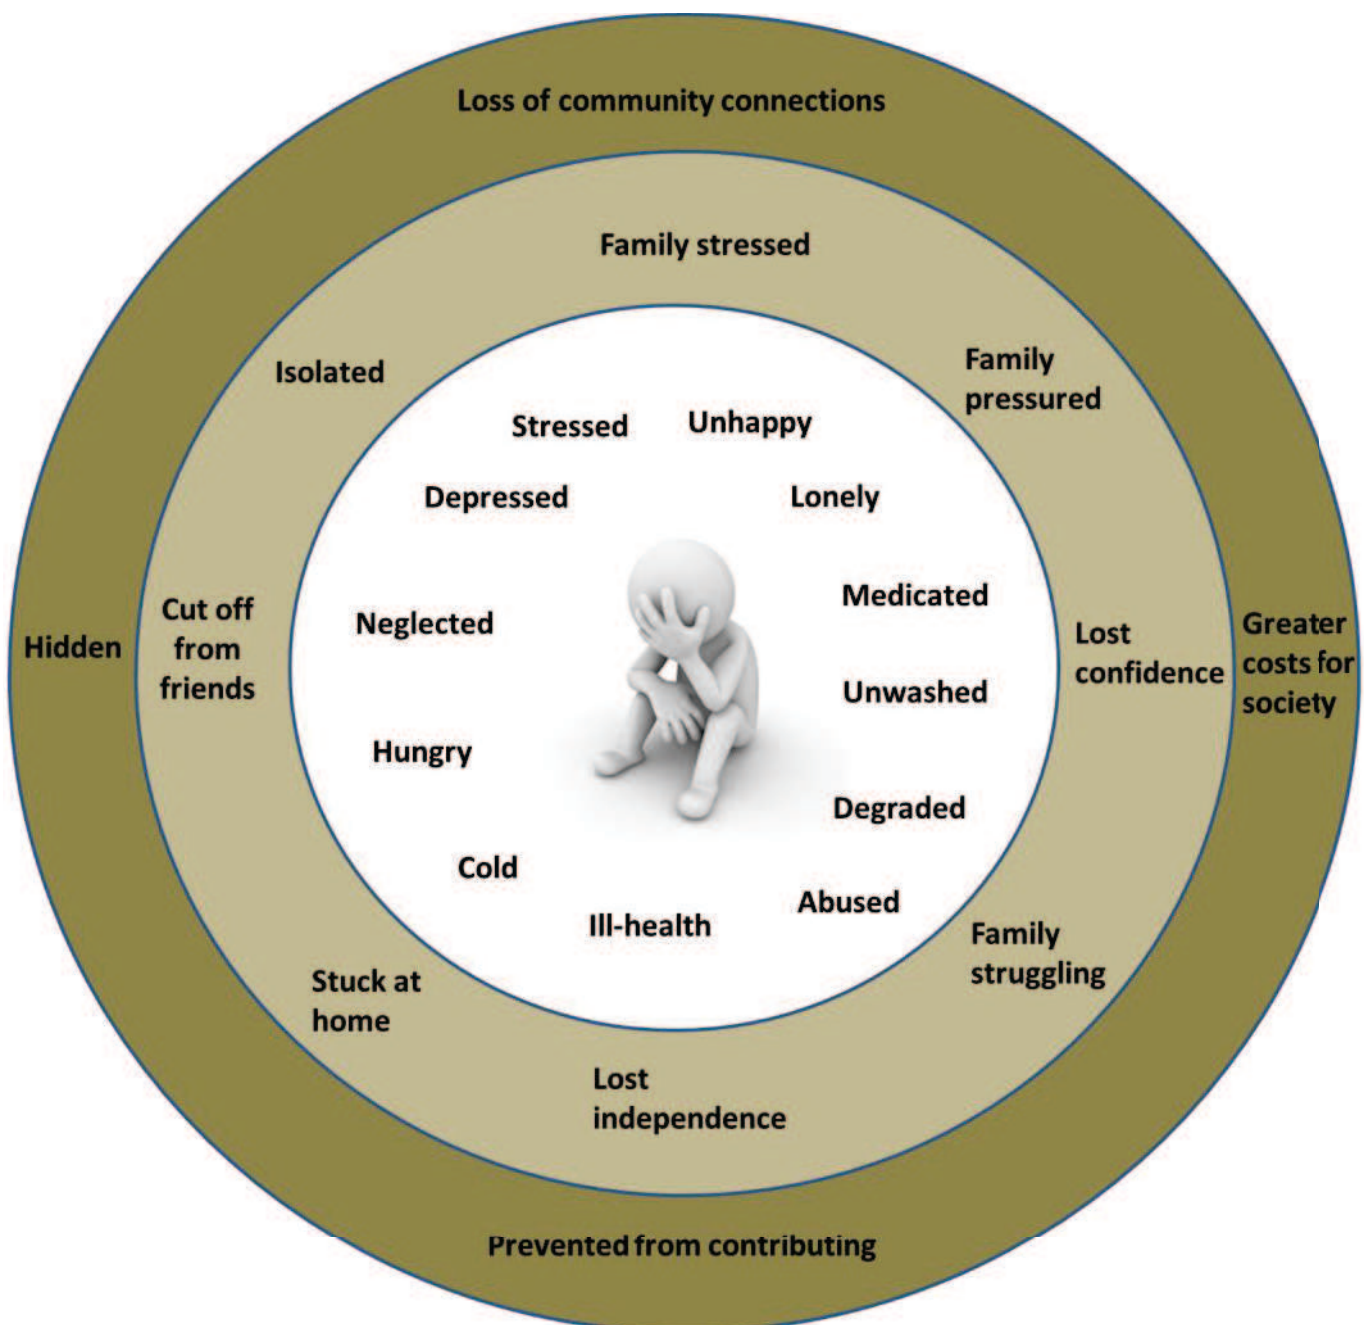 Loss of community connections
Family stressed
Isolated
Family
pressured
Stressed
Unhappy
Depressed
Lonely
Medicated
Neglected
Cut off
from
friends
Hidden
Lost
confidence
Greater
costs for
society
Unwashed
Hungry
Degraded
Cold
Abused
Ill-health
Family
struggling
Stuck at
home
Lost
independence
Prevented from contributing